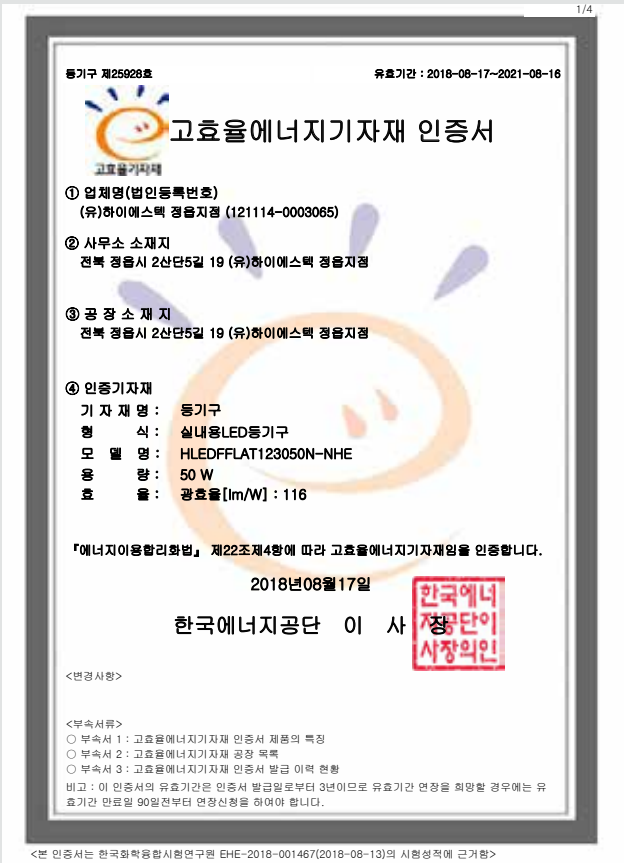 1/4
등기구 제25928호
유효기간 : 2018-08-17~2021-08-16
고효율에너지기자재 인증서
고효율기자재
① 업체명(법인등록번호)
(유)하이에스텍 정읍지점 (121114-0003065)
② 사무소 소재지
전북 정읍시 2산단5길 19 (유)하이에스텍 정읍지점
③ 공 장 소 재 지
전북 정읍시 2산단5길 19 (유)하이에스텍 정읍지점
④ 인증기자재
기 자 재 명 : 등기구
형 식 : 실내용LED등기구
모 델 명 : HLEDFFLAT123050N-NHE
용 량 : 50 W
효 율 : 광효율[lm/W] : 116
『에너지이용합리화법』 제22조제4항에 따라 고효율에너지기자재임을 인증합니다.
2018년08월17일
한국에너지공단 이 사 장
한국에너
지공단이
사장의인
<변경사항>
<부속서류>
○ 부속서 1 : 고효율에너지기자재 인증서 제품의 특징
○ 부속서 2 : 고효율에너지기자재 공장 목록
○ 부속서 3 : 고효율에너지기자재 인증서 발급 이력 현황
비고 : 이 인증서의 유효기간은 인증서 발급일로부터 3년이므로 유효기간 연장을 희망할 경우에는 유
효기간 만료일 90일전부터 연장신청을 하여야 합니다.
<본 인증서는 한국화학융합시험연구원 EHE-2018-001467(2018-08-13)의 시험성적에 근거함>